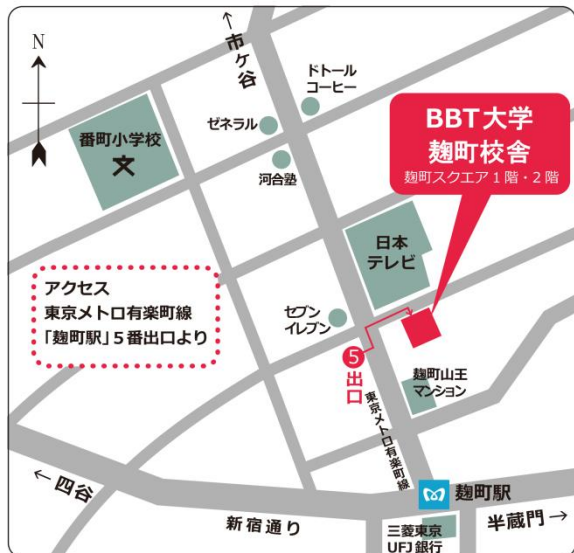 N
←市ヶ谷
ドトール
コーヒー
ゼネラル
番町小学校
文
河合塾
BBT大学
麹町校舎
麹町スクエア1階・2階
日本
テレビ
アクセス
東京メトロ有楽町線
「麹町駅」5番出口より
セブン
イレブン
5出口
麹町山王
マンション
東京メトロ有楽町線
←四谷
新宿通り
麹町駅
三菱東京
UFJ銀行
半蔵門→